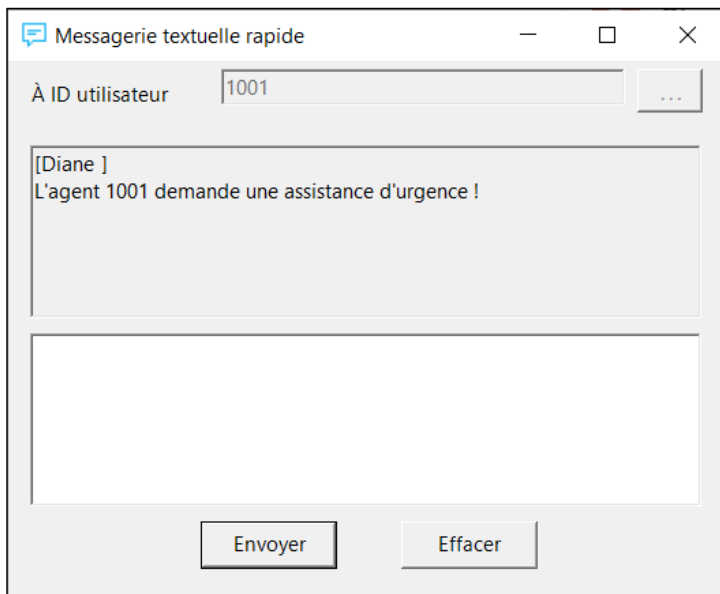 Messagerie textuelle rapide
À ID utilisateur
1001
...
[Diane ]
L'agent 1001 demande une assistance d'urgence !
Envoyer
Effacer